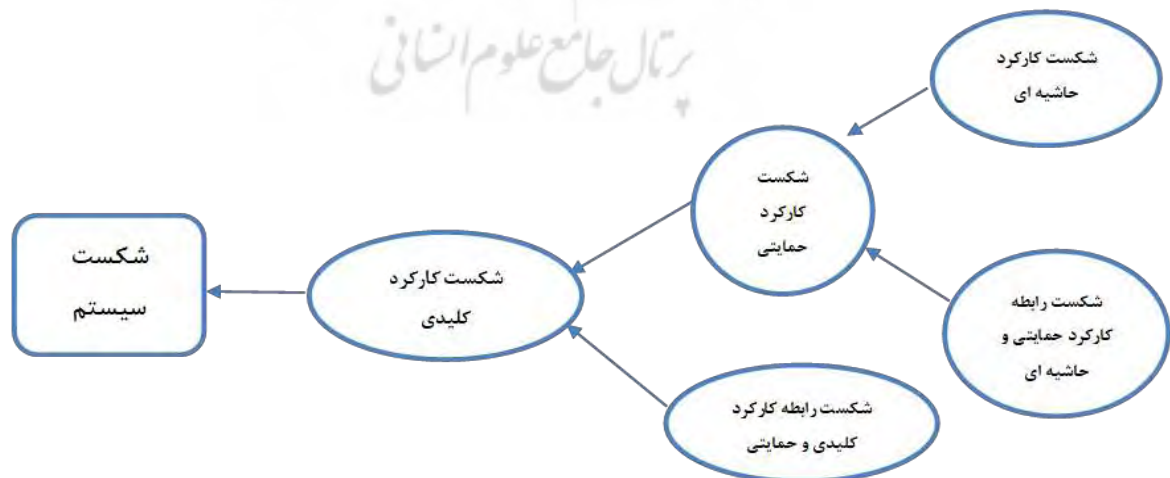 پرتال جامع علوم انسانی
شکست کارکرد
حاشیه ای
شکست
کارکرد
حمایتی
شکست رابطه
کارکرد حمایتی و
حاشیه ای
شکست کارکرد
کلیدی
شکست رابطه کارکرد
کلیدی و حمایتی
شکست
سیستم